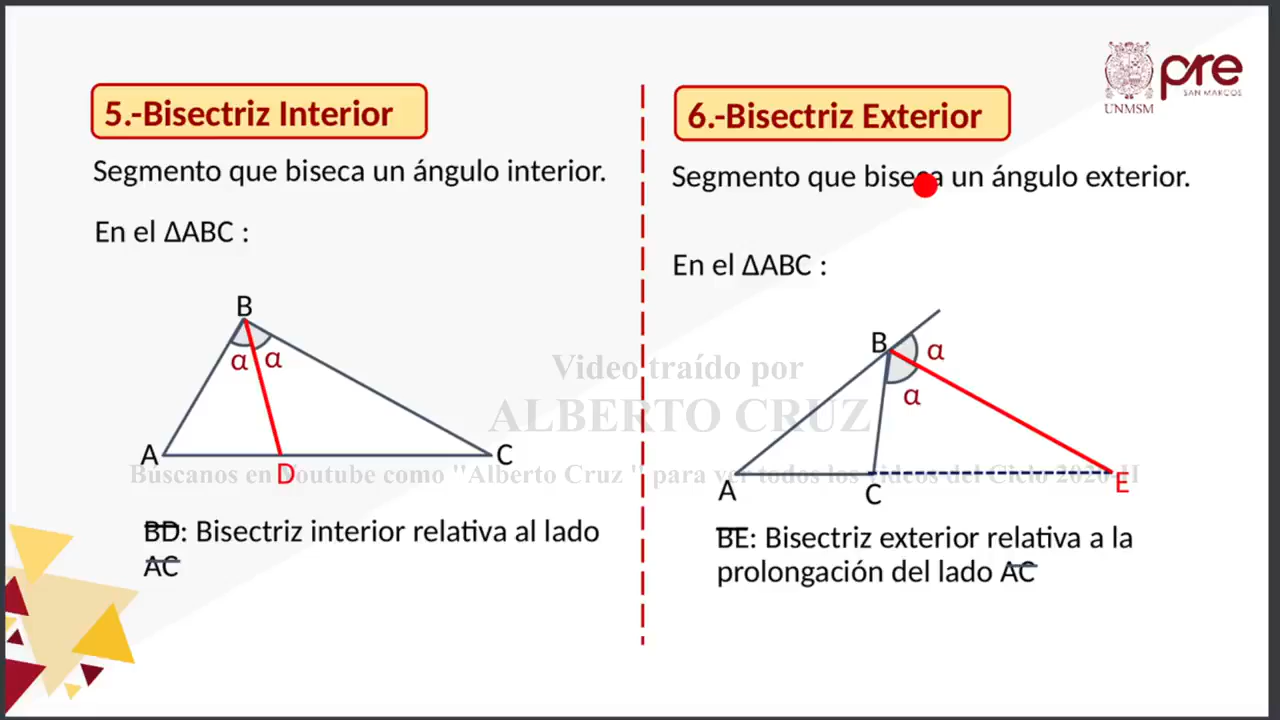 UNMSM
pre
SAN MARCOS
5.-Bisectriz Interior
Segmento que biseca un ángulo interior.
En el ΔABC :
B
α
α
A
D
C
BD: Bisectriz interior relativa al lado
AC
6.-Bisectriz Exterior
Segmento que biseca un ángulo exterior.
En el ΔABC :
B
α
α
A
C
E
BE: Bisectriz exterior relativa a la
prolongación del lado AC
Video traído por
ALBERTO CRUZ
Búscanos en Youtube como "Alberto Cruz" para ver todos los videos del Ciclo 2020-II